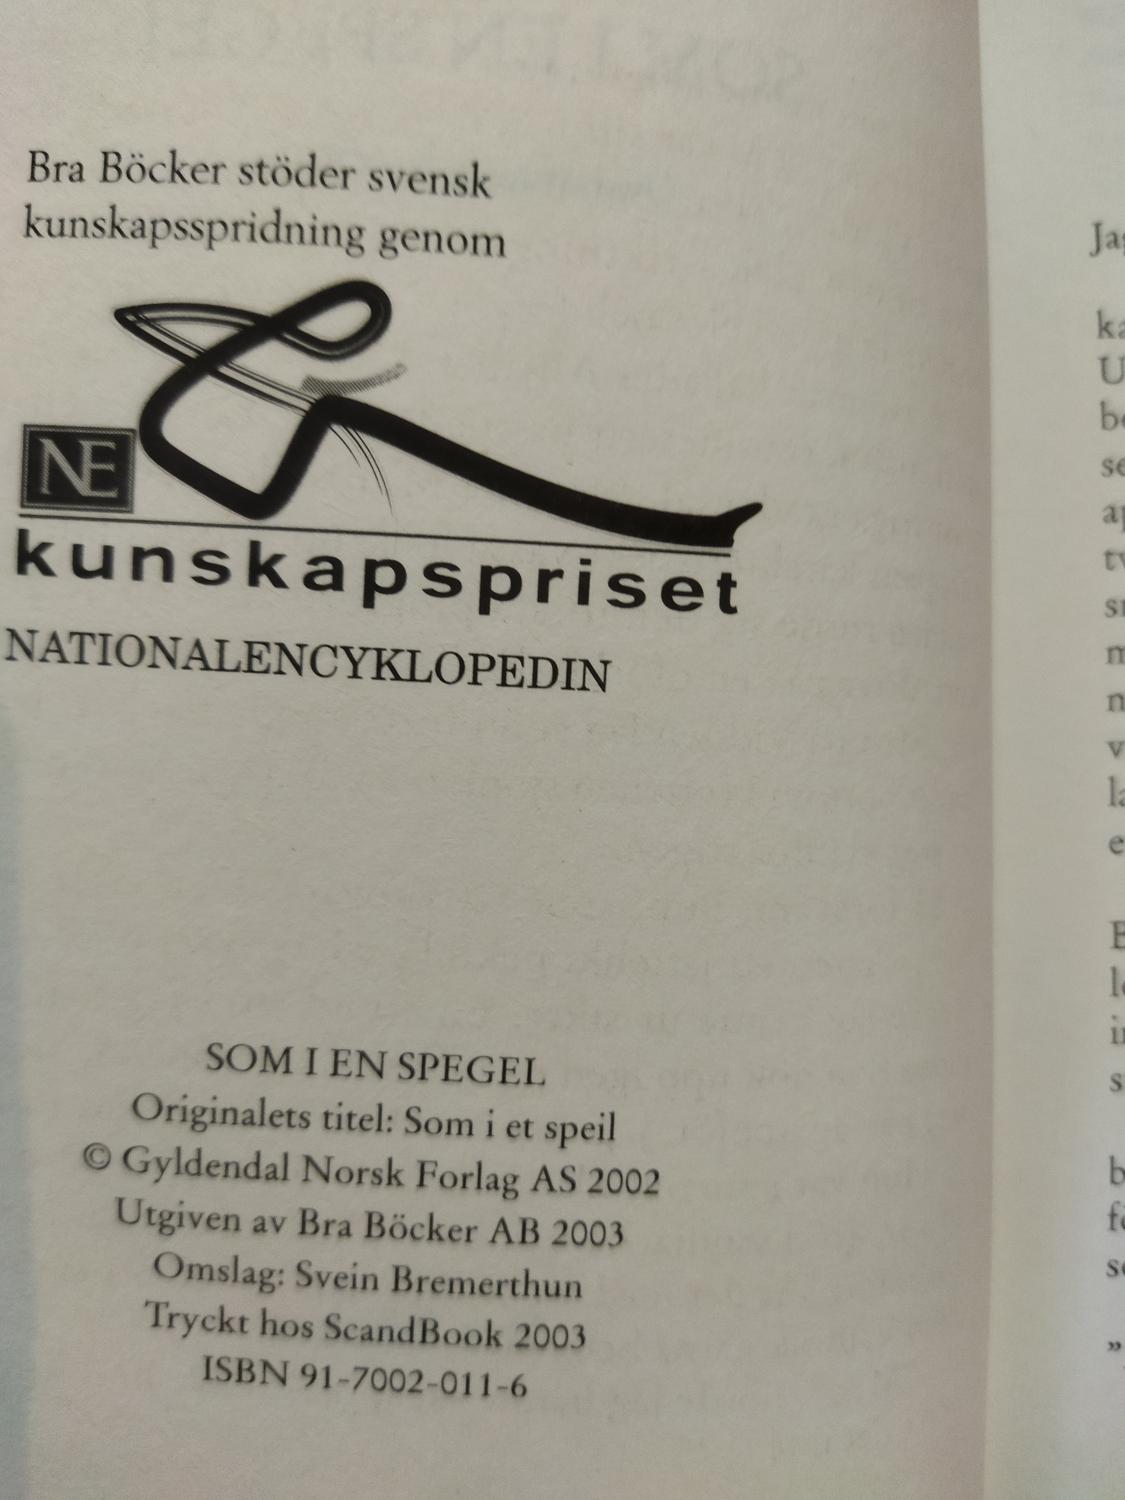 Bra Böcker stöder svensk
kunskapsspridning genom
NE
kunskapspriset
NATIONALENCYKLOPEDIN
SOM I EN SPEGEL
Originalets titel: Som i et speil
© Gyldendal Norsk Forlag AS 2002
Utgiven av Bra Böcker AB 2003
Omslag: Svein Bremerthun
Tryckt hos ScandBook 2003
ISBN 91-7002-011-6